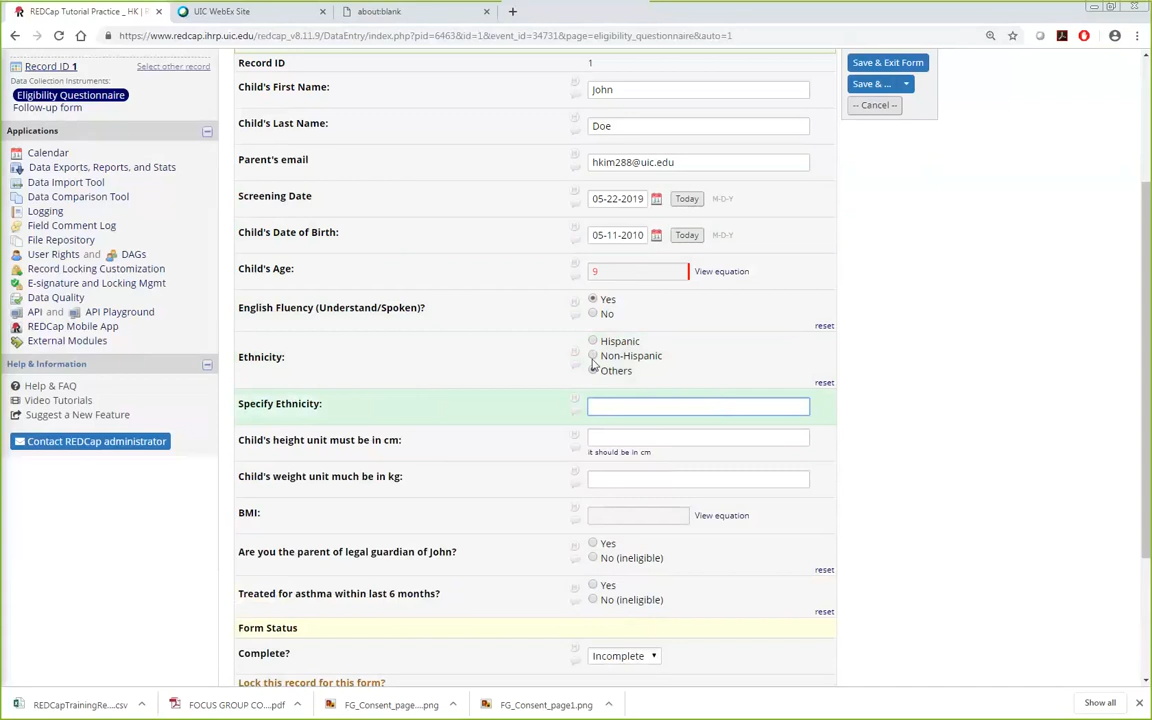 REDCap Tutorial Practice _ HK | R
UIC WebEx Site
about:blank
https://www.redcap.ihrp.uic.edu/redcap_v8.11.9/DataEntry/index.php?pid=6463&id=1&event_id=34731&page=eligibility_questionnaire&auto=1
Record ID 1
Select other record
Data Collection Instruments:
Eligibility Questionnaire
Follow-up form
Applications
Calendar
Data Exports, Reports, and Stats
Data Import Tool
Data Comparison Tool
Logging
Field Comment Log
File Repository
User Rights and DAGs
Record Locking Customization
E-signature and Locking Mgmt
Data Quality
API and API Playground
REDCap Mobile App
External Modules
Help & Information
Help & FAQ
Video Tutorials
Suggest a New Feature
Contact REDCap administrator
Record ID 1
Child's First Name: John
Child's Last Name: Doe
Parent's email hkim288@uic.edu
Screening Date 05-22-2019 Today M-D-Y
Child's Date of Birth: 05-11-2010 Today M-D-Y
Child's Age: 9 View equation
English Fluency (Understand/Spoken)?
Yes
No
reset
Ethnicity:
Hispanic
Non-Hispanic
Others
reset
Specify Ethnicity:
Child's height unit must be in cm:
it should be in cm
Child's weight unit much be in kg:
BMI: View equation
Are you the parent of legal guardian of John?
Yes
No (ineligible)
reset
Treated for asthma within last 6 months?
Yes
No (ineligible)
reset
Form Status
Complete? Incomplete
Lock this record for this form?
Save & Exit Form
Save & ...
-- Cancel --
REDCapTrainingRe....csv
FOCUS GROUP CO....pdf
FG_Consent_page....png
FG_Consent_page1.png
Show all